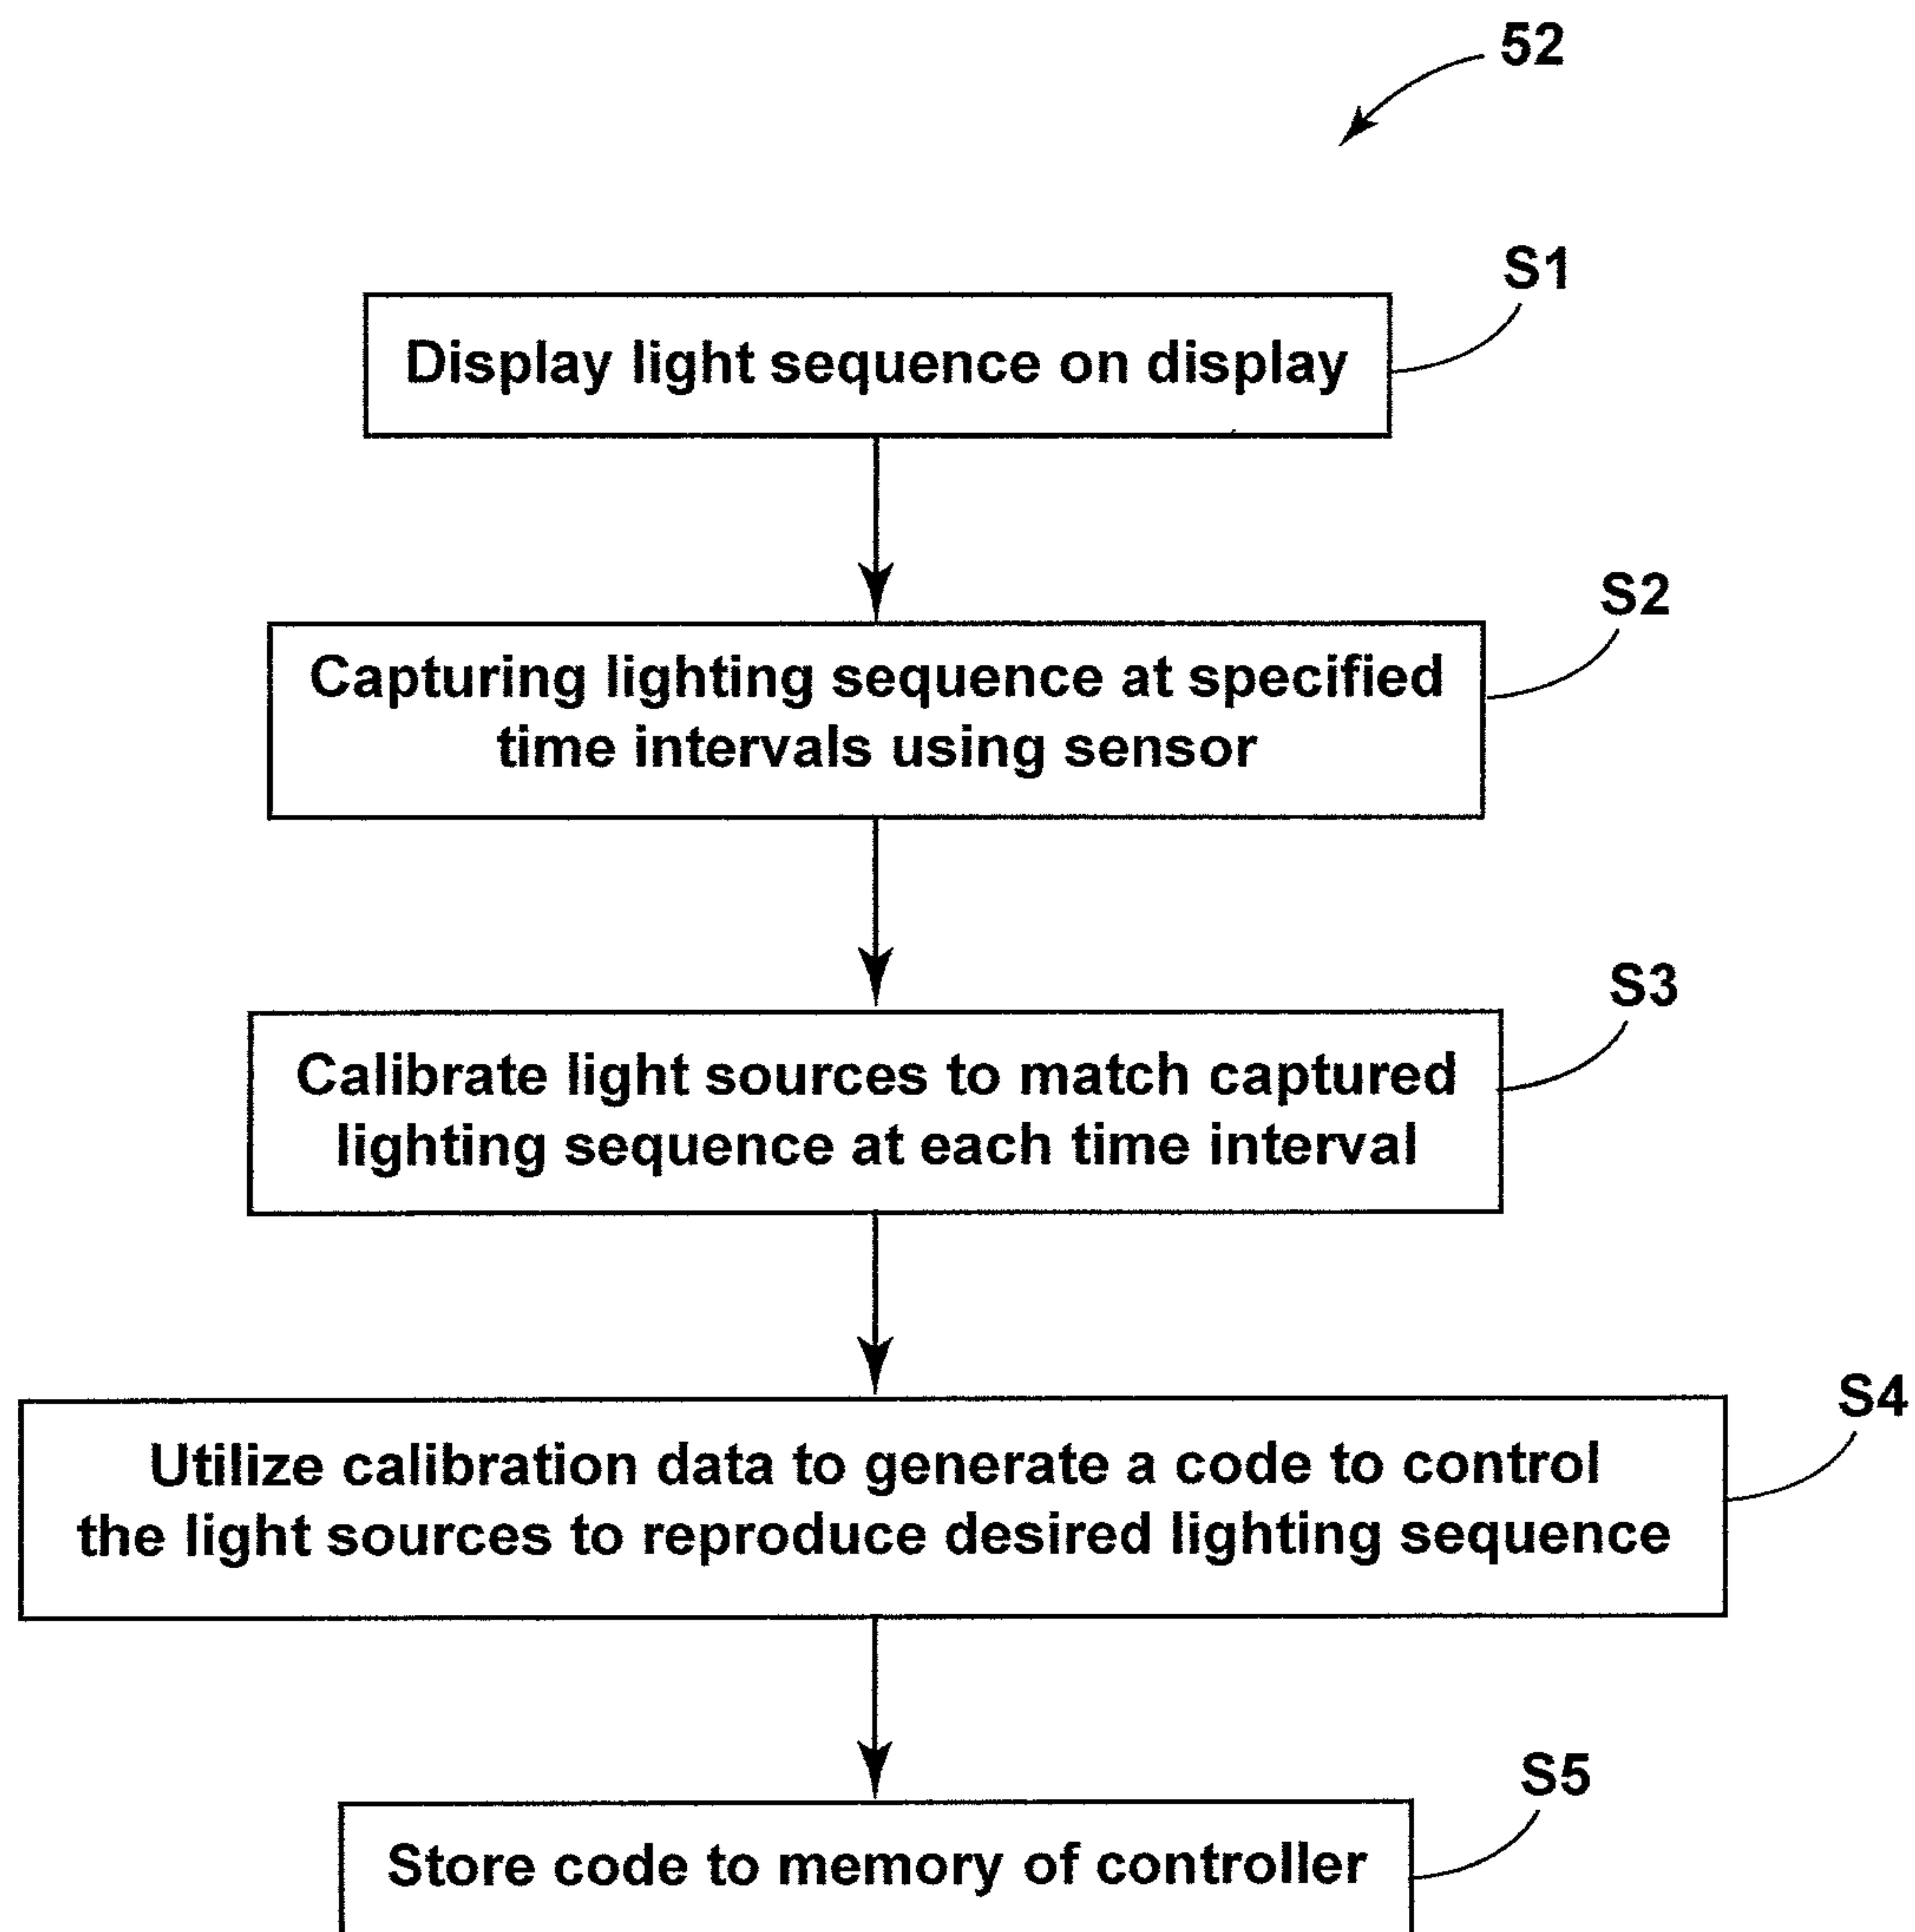 52
S1
Display light sequence on display
S2
Capturing lighting sequence at specified
time intervals using sensor
S3
Calibrate light sources to match captured
lighting sequence at each time interval
S4
Utilize calibration data to generate a code to control
the light sources to reproduce desired lighting sequence
S5
Store code to memory of controller